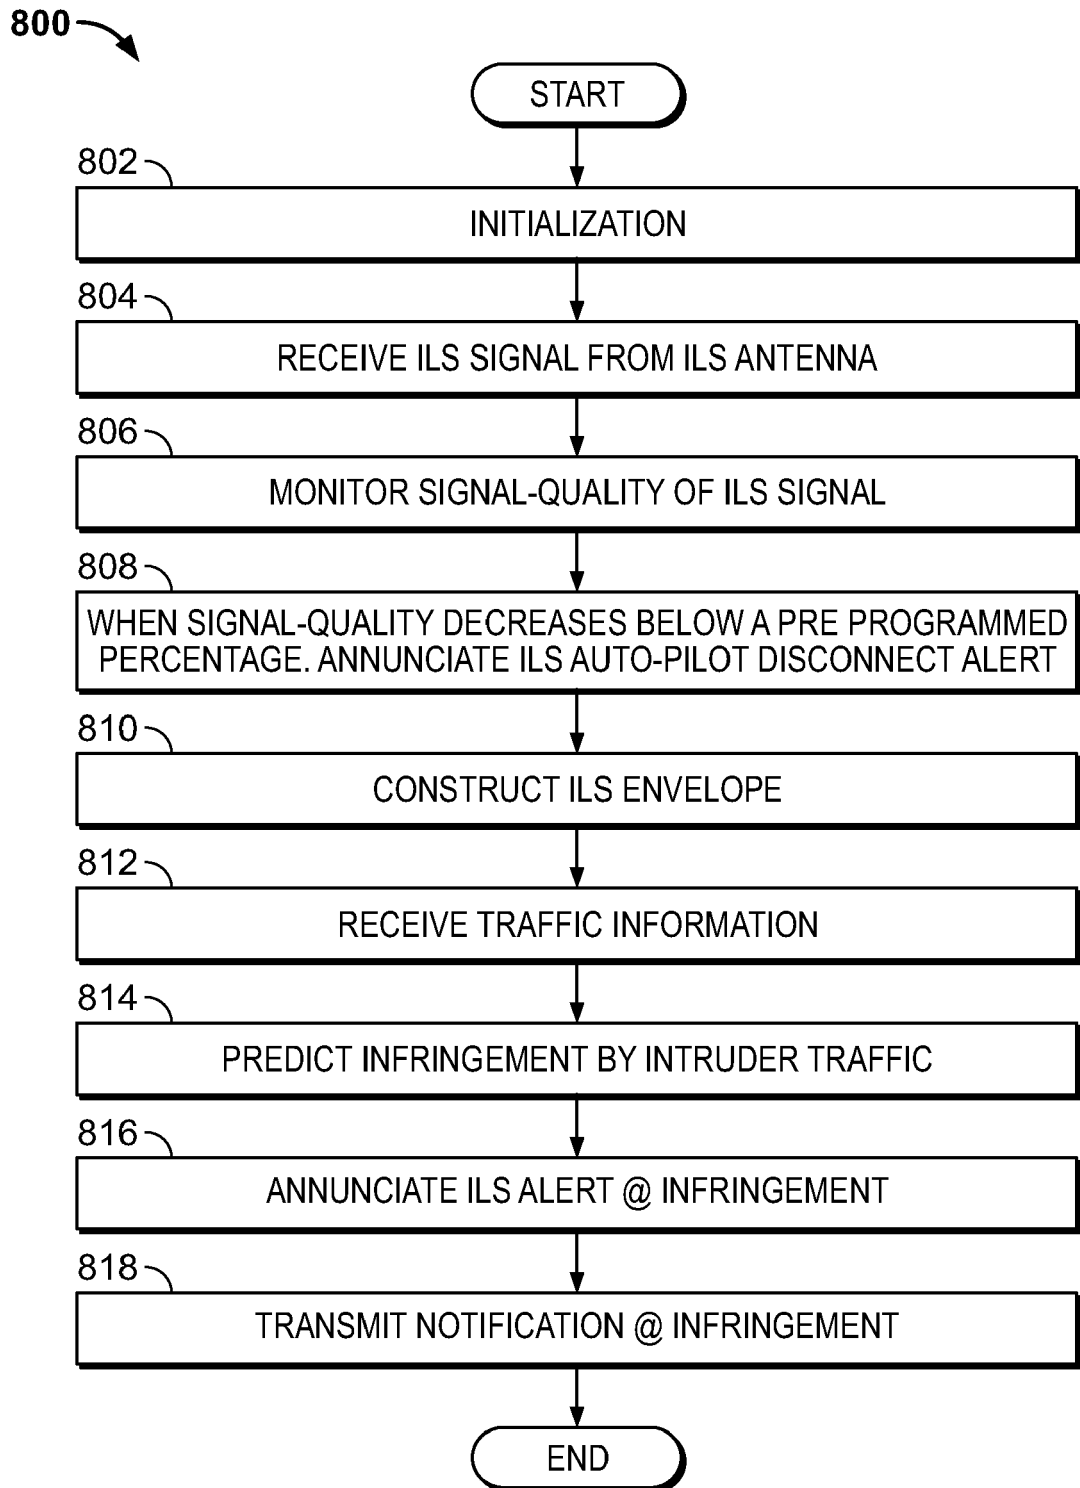 800
START
802
INITIALIZATION
804
RECEIVE ILS SIGNAL FROM ILS ANTENNA
806
MONITOR SIGNAL-QUALITY OF ILS SIGNAL
808
WHEN SIGNAL-QUALITY DECREASES BELOW A PRE PROGRAMMED
PERCENTAGE. ANNUNCIATE ILS AUTO-PILOT DISCONNECT ALERT
810
CONSTRUCT ILS ENVELOPE
812
RECEIVE TRAFFIC INFORMATION
814
PREDICT INFRINGEMENT BY INTRUDER TRAFFIC
816
ANNUNCIATE ILS ALERT @ INFRINGEMENT
818
TRANSMIT NOTIFICATION @ INFRINGEMENT
END